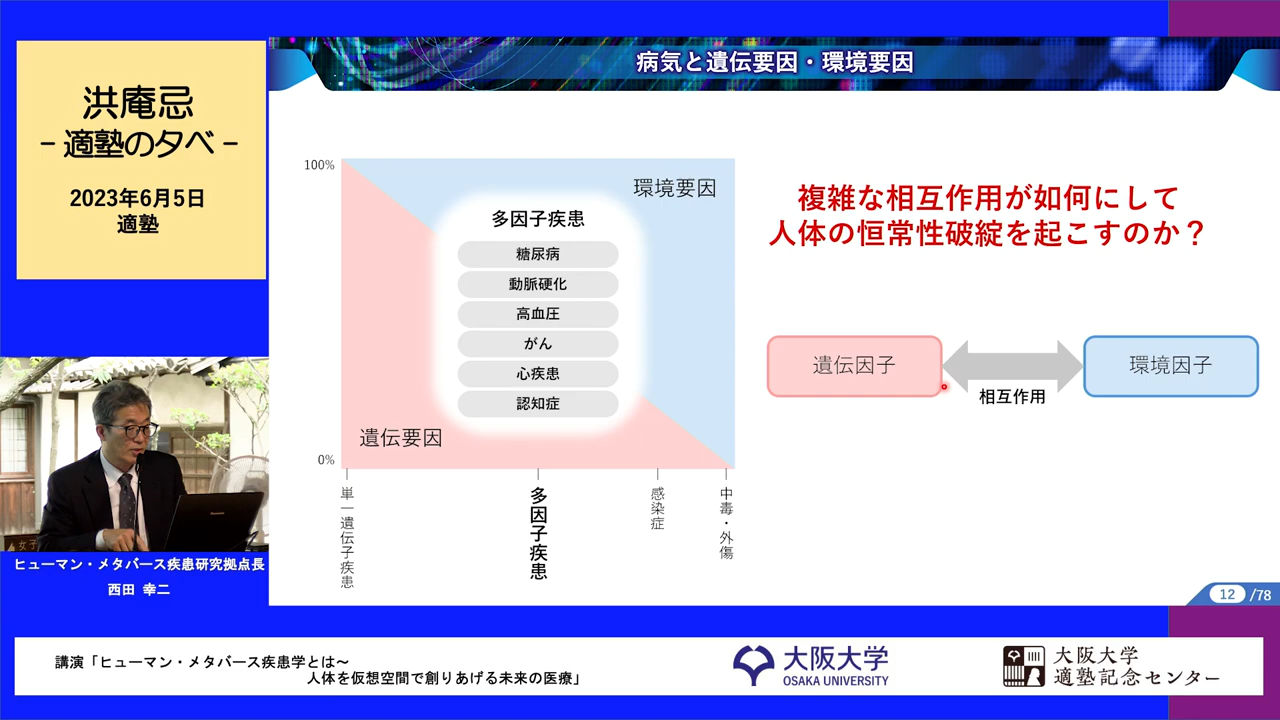 洪庵忌
- 適塾の夕べ -
2023年6月5日
適塾
ヒューマン・メタバース疾患研究拠点長
西田 幸二
病気と遺伝要因・環境要因
100%
0%
環境要因
遺伝要因
多因子疾患
糖尿病
動脈硬化
高血圧
がん
心疾患
認知症
単一遺伝子疾患
多因子疾患
感染症
中毒・外傷
複雑な相互作用が如何にして
人体の恒常性破綻を起こすのか？
遺伝因子
相互作用
環境因子
12 /78
講演「ヒューマン・メタバース疾患学とは～
人体を仮想空間で創りあげる未来の医療」
大阪大学
OSAKA UNIVERSITY
大阪大学
適塾記念センター